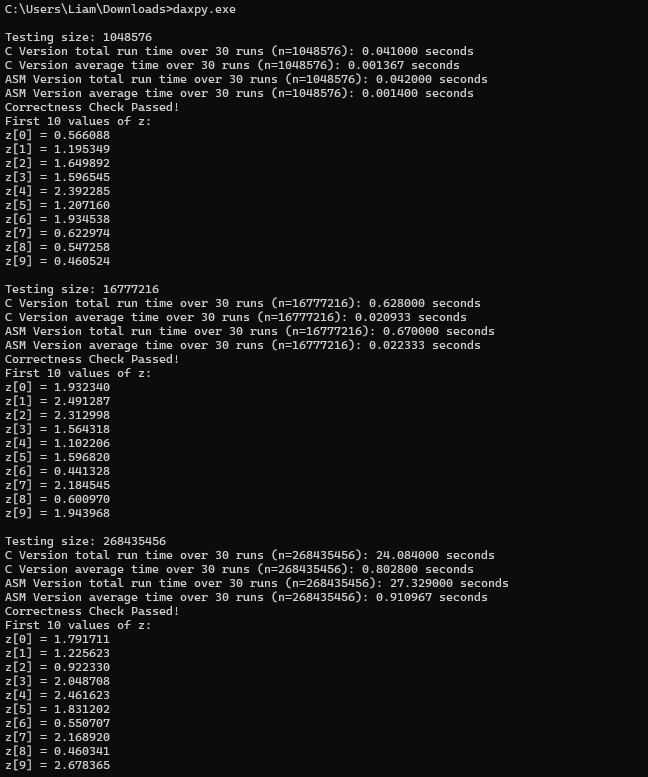 C:\Users\Liam\Downloads>daxpy.exe
Testing size: 1048576
C Version total run time over 30 runs (n=1048576): 0.041000 seconds
C Version average time over 30 runs (n=1048576): 0.001367 seconds
ASM Version total run time over 30 runs (n=1048576): 0.042000 seconds
ASM Version average time over 30 runs (n=1048576): 0.001400 seconds
Correctness Check Passed!
First 10 values of z:
z[0] = 0.566088
z[1] = 1.195349
z[2] = 1.649892
z[3] = 1.596545
z[4] = 2.392285
z[5] = 1.207160
z[6] = 1.934538
z[7] = 0.622974
z[8] = 0.547258
z[9] = 0.460524
Testing size: 16777216
C Version total run time over 30 runs (n=16777216): 0.628000 seconds
C Version average time over 30 runs (n=16777216): 0.020933 seconds
ASM Version total run time over 30 runs (n=16777216): 0.670000 seconds
ASM Version average time over 30 runs (n=16777216): 0.022333 seconds
Correctness Check Passed!
First 10 values of z:
z[0] = 1.932340
z[1] = 2.491287
z[2] = 2.312998
z[3] = 1.564318
z[4] = 1.102206
z[5] = 1.596820
z[6] = 0.441328
z[7] = 2.184545
z[8] = 0.600970
z[9] = 1.943968
Testing size: 268435456
C Version total run time over 30 runs (n=268435456): 24.084000 seconds
C Version average time over 30 runs (n=268435456): 0.802800 seconds
ASM Version total run time over 30 runs (n=268435456): 27.329000 seconds
ASM Version average time over 30 runs (n=268435456): 0.910967 seconds
Correctness Check Passed!
First 10 values of z:
z[0] = 1.791711
z[1] = 1.225623
z[2] = 0.922330
z[3] = 2.048708
z[4] = 2.461623
z[5] = 1.831202
z[6] = 0.550707
z[7] = 2.168920
z[8] = 0.460341
z[9] = 2.678365